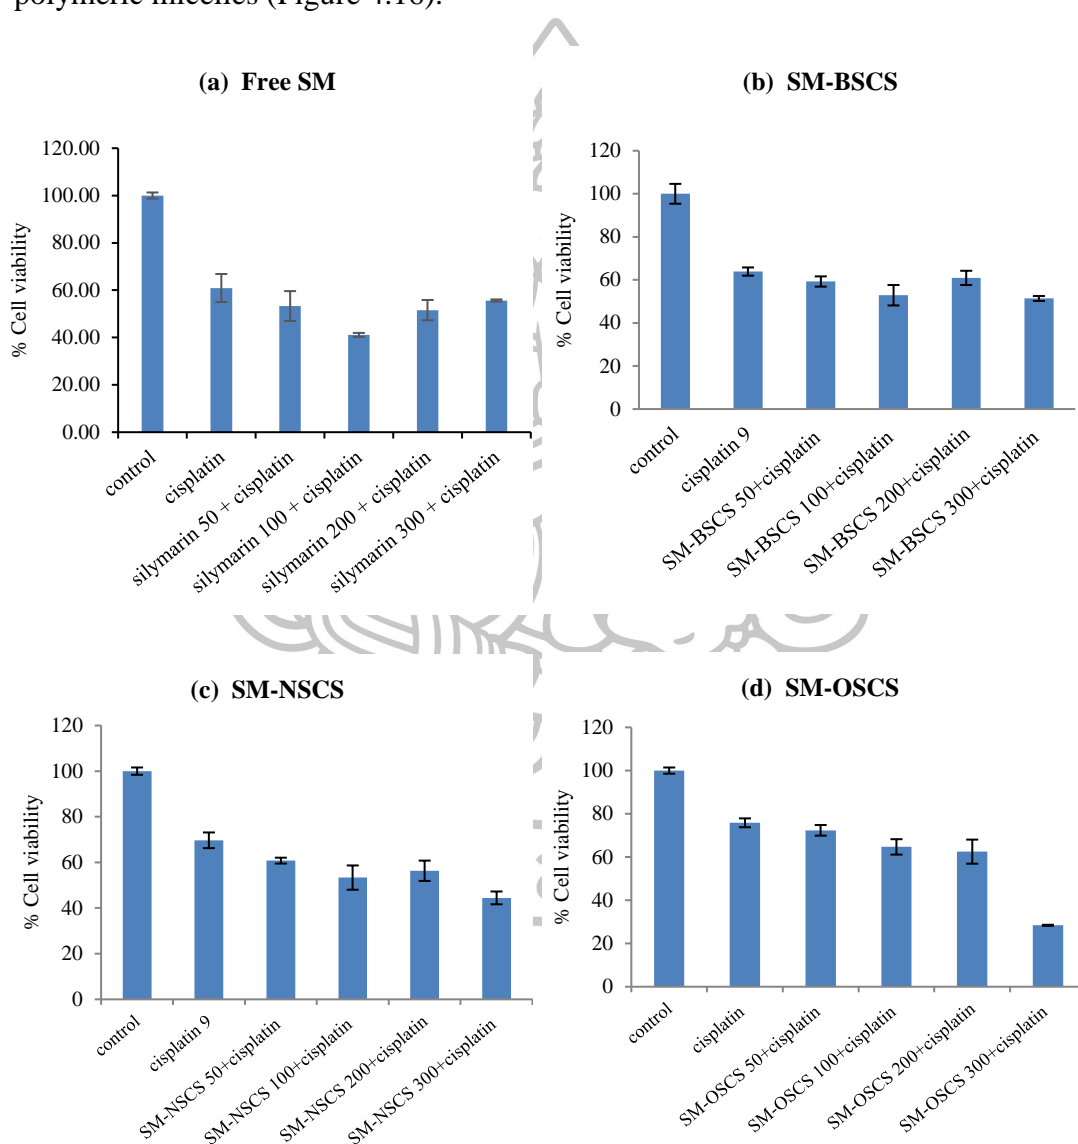 polymeric micelles (Figure 4.16).
(a) Free SM
% Cell viability
120.00
100.00
80.00
60.00
40.00
20.00
0.00
control
cisplatin
silymarin 50 + cisplatin
silymarin 100 + cisplatin
silymarin 200 + cisplatin
silymarin 300 + cisplatin
(b) SM-BSCS
% Cell viability
120
100
80
60
40
20
0
control
cisplatin 9
SM-BSCS 50+cisplatin
SM-BSCS 100+cisplatin
SM-BSCS 200+cisplatin
SM-BSCS 300+cisplatin
(c) SM-NSCS
% Cell viability
120
100
80
60
40
20
0
control
cisplatin 9
SM-NSCS 50+cisplatin
SM-NSCS 100+cisplatin
SM-NSCS 200+cisplatin
SM-NSCS 300+cisplatin
(d) SM-OSCS
% Cell viability
120
100
80
60
40
20
0
control
cisplatin
SM-OSCS 50+cisplatin
SM-OSCS 100+cisplatin
SM-OSCS 200+cisplatin
SM-OSCS 300+cisplatin